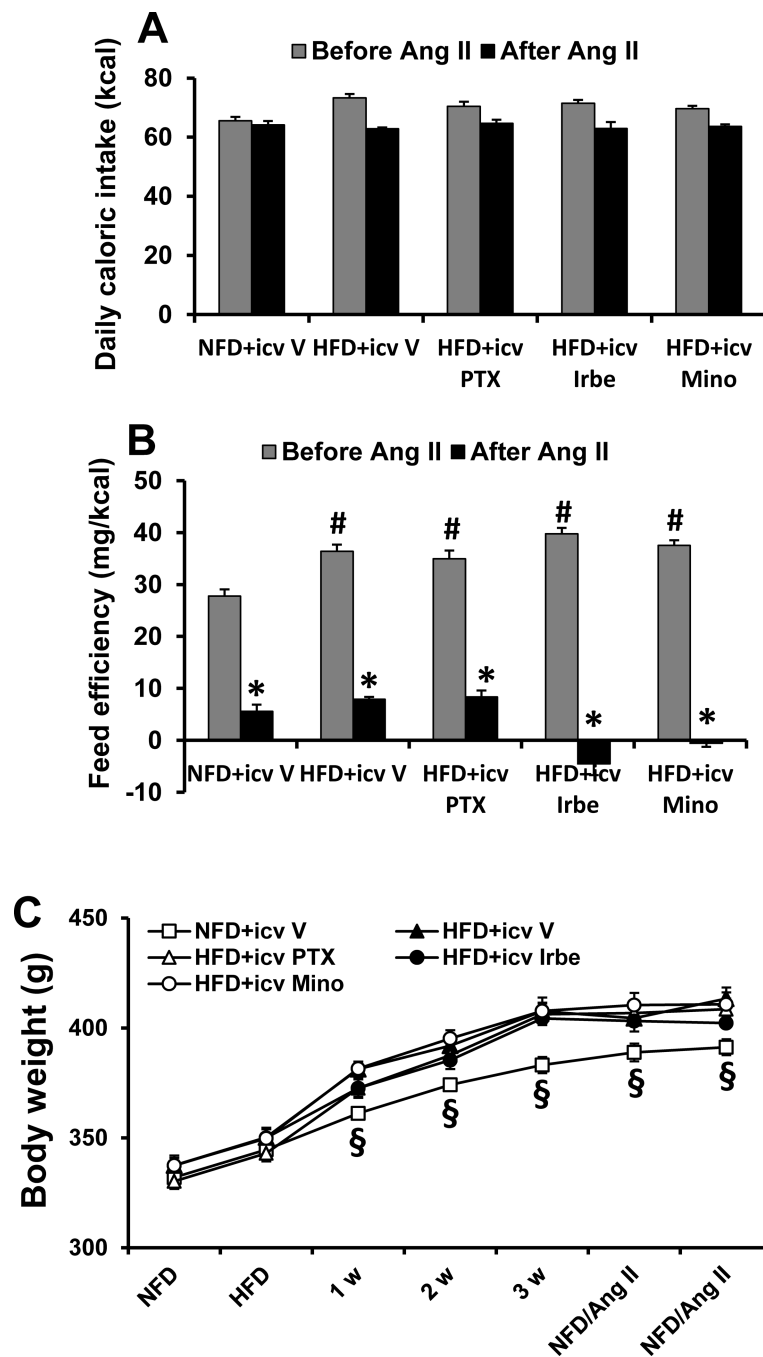 A
Before Ang II After Ang II
Daily caloric intake (kcal)
80
60
40
20
0
NFD+icv V HFD+icv V HFD+icv HFD+icv HFD+icv
PTX Irbe Mino
B
Before Ang II After Ang II
Feed efficiency (mg/kcal)
50
40
30
20
10
0
-10
# # # #
* * * * *
NFD+icv V HFD+icv V HFD+icv HFD+icv HFD+icv
PTX Irbe Mino
C
NFD+icv V HFD+icv V
HFD+icv PTX HFD+icv Irbe
HFD+icv Mino
Body weight (g)
450
400
350
300
§ § § § §
NFD HFD 1 w 2 w 3 w NFD/Ang II NFD/Ang II